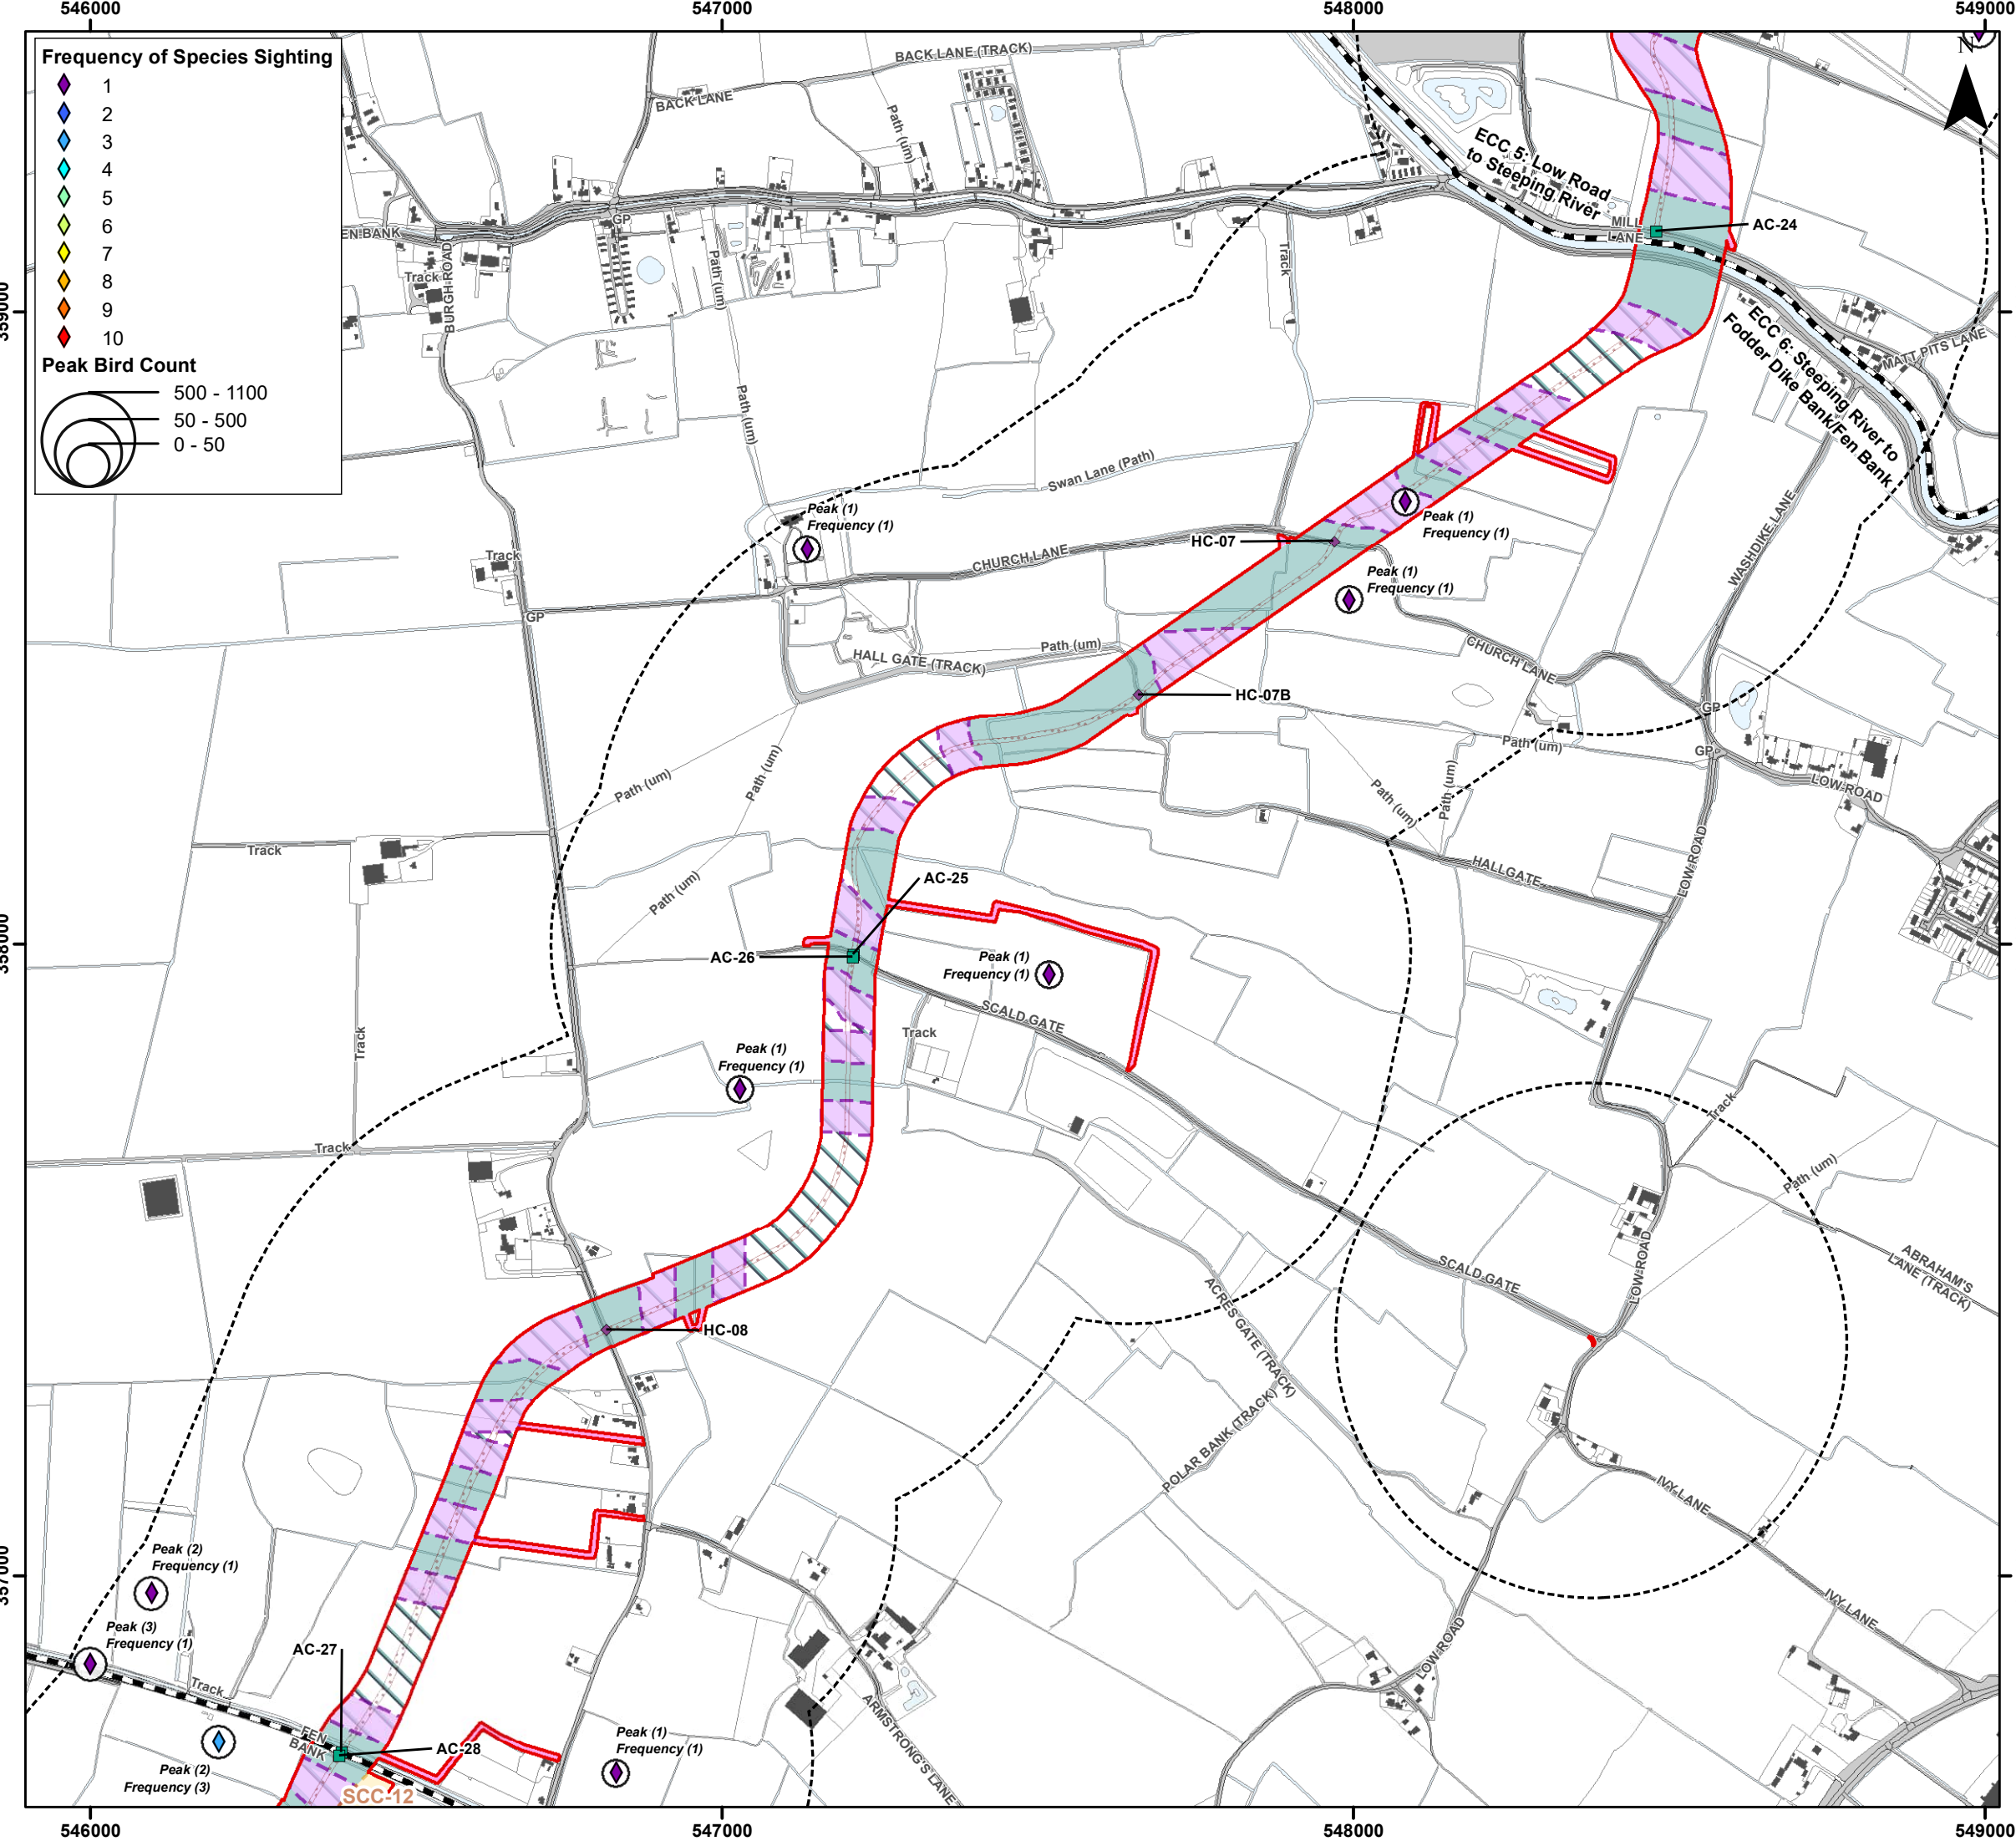 546000
547000
548000
549000
Frequency of Species Sighting
1
2
3
4
5
6
7
8
9
10
Peak Bird Count
500 - 1100
50 - 500
0 - 50
N
BACK LANE (TRACK)
BACK LANE
Path (um)
ECC 5: Low Road
to Steeping River
MILL
LANE
AC-24
GP
EN BANK
Track
BURGH ROAD
Path (um)
Track
359000
ECC 6: Steeping River to
Fodder Dike Bank/Fen Bank
MATT PITS LANE
Path (um)
Swan Lane (Path)
Peak (1)
Frequency (1)
Peak (1)
Frequency (1)
HC-07
CHURCH LANE
WASHDIKE LANE
Track
Peak (1)
Frequency (1)
GP
HALL GATE (TRACK)
Path (um)
CHURCH LANE
HC-07B
GP
Path (um)
GP
Path (um)
Path (um)
Path (um)
Path (um)
LOW ROAD
Track
HALLGATE
LOW ROAD
AC-25
Path (um)
358000
AC-26
Peak (1)
Frequency (1)
SCALD GATE
Track
Track
Peak (1)
Frequency (1)
Track
Track
Path (um)
ABRAHAM'S
LANE (TRACK)
SCALD GATE
LOW ROAD
ACRES GATE (TRACK)
HC-08
POLAR BANK (TRACK)
IVY LANE
357000
Peak (2)
Frequency (1)
IVY LANE
Peak (3)
Frequency (1)
AC-27
LOW ROAD
Track
ARMSTRONG'S LANE
FEN
BANK
AC-28
Peak (1)
Frequency (1)
Peak (2)
Frequency (3)
SCC-12
546000
547000
548000
549000